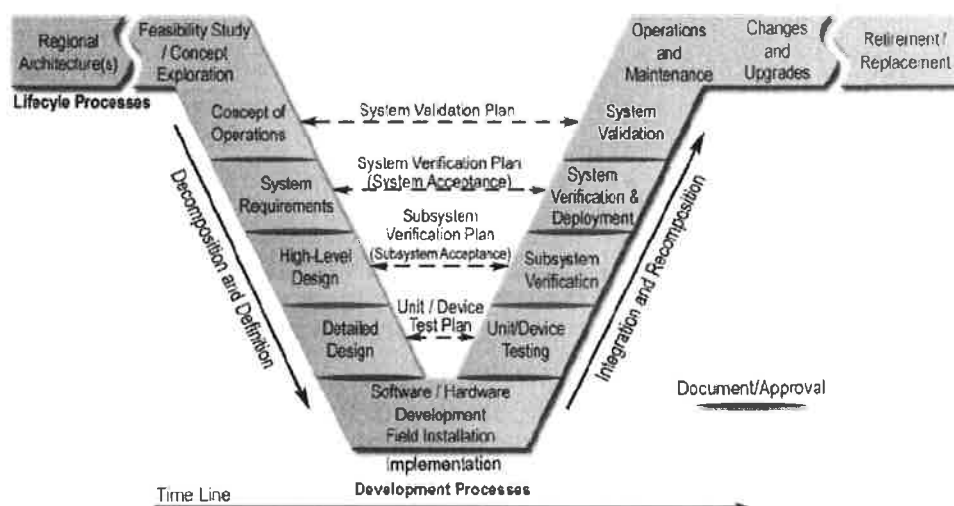 Regional
Architecture(s)
Feasibility Study
/ Concept
Exploration
Operations
and
Maintenance
Changes
and
Upgrades
Retirement /
Replacement
Lifecyle Processes
Concept of
Operations
System Validation Plan
System
Validation
System
Requirements
System Verification Plan
(System Acceptance)
System
Verification &
Deployment
High-Level
Design
Subsystem
Verification Plan
(Subsystem Acceptance)
Subsystem
Verification
Detailed
Design
Unit / Device
Test Plan
Unit/Device
Testing
Decomposition and Definition
Integration and Recomposition
Software / Hardware
Development
Field Installation
Implementation
Document/Approval
Development Processes
Time Line